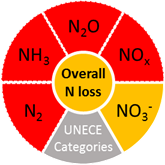 N₂O
NH₃
NOₓ
Overall
N loss
N₂
NO₃⁻
UNECE
Categories